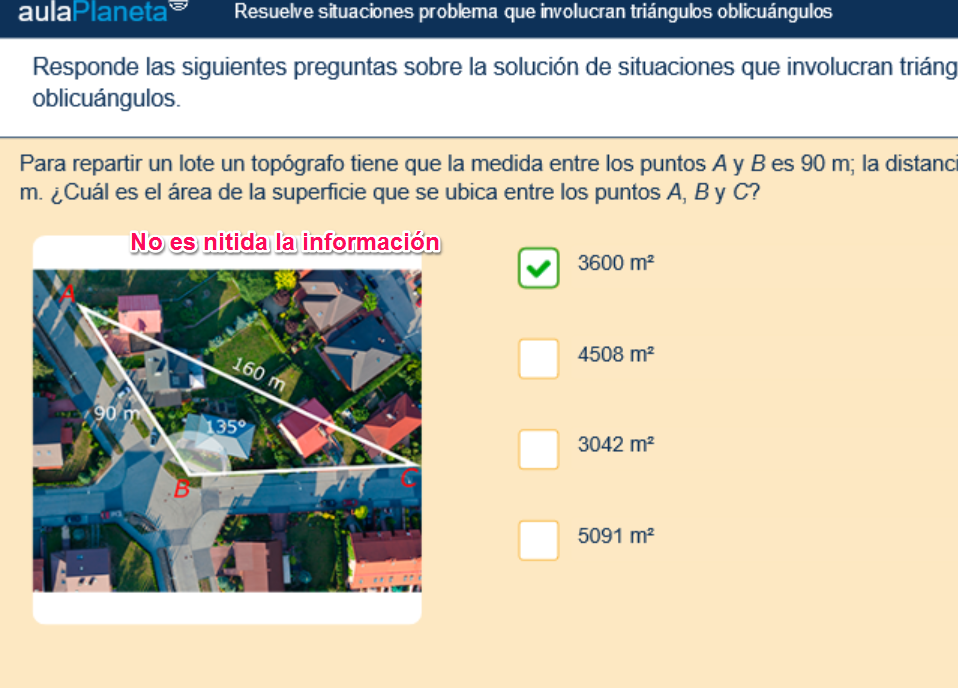 aulaPlaneta Resuelve situaciones problema que involucran triángulos oblicuángulos
Responde las siguientes preguntas sobre la solución de situaciones que involucran triáng
oblicuángulos.
Para repartir un lote un topógrafo tiene que la medida entre los puntos A y B es 90 m; la distanci
m. ¿Cuál es el área de la superficie que se ubica entre los puntos A, B y C?
No es nitida la información
3600 m²
A
4508 m²
160 m
90 m
135°
3042 m²
B
C
5091 m²